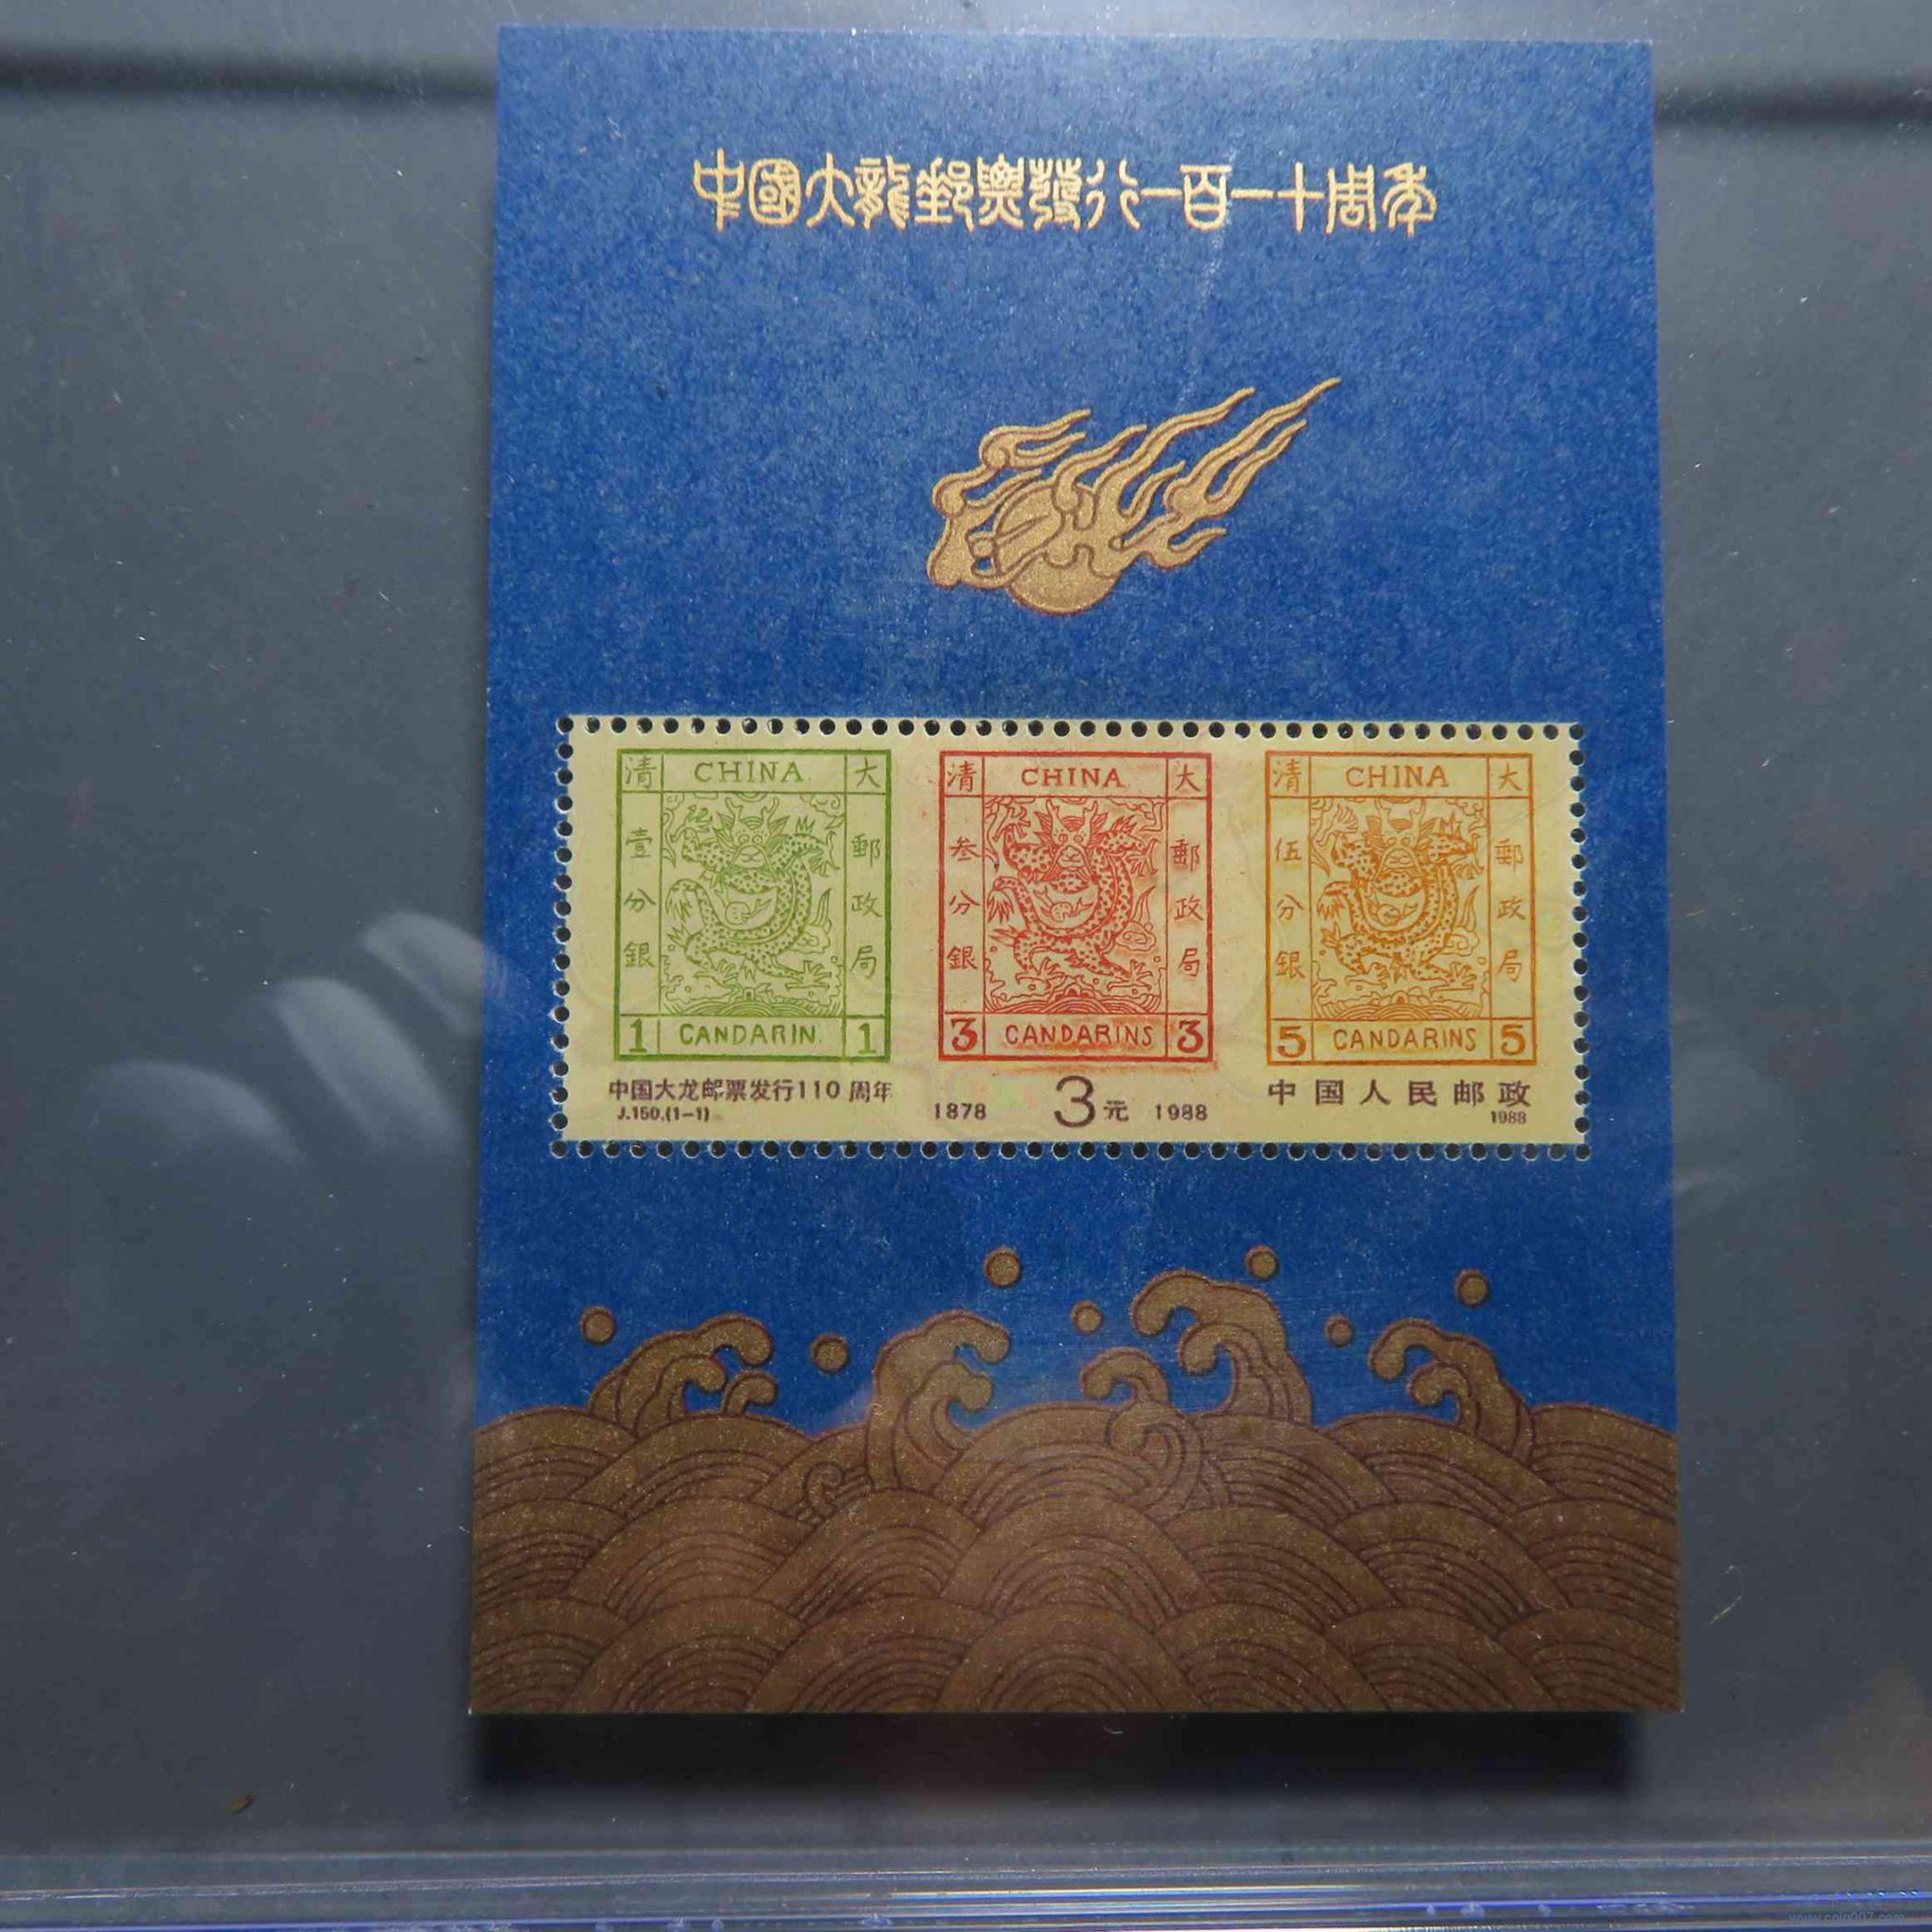 中國大龍郵票發行一百一十周年
清 CHINA. 大
壹分銀
郵政局
1 CANDARIN. 1
清 CHINA. 大
叁分銀
郵政局
3 CANDARINS 3
清 CHINA 大
伍分銀
郵政局
5 CANDARINS 5
中国大龙邮票发行110周年
J.150.(1-1)
1878 3元 1988
中国人民邮政
1988
www.coin007.com